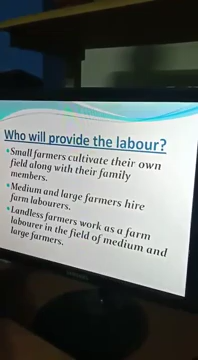 Who will provide the labour?
•Small farmers cultivate their own
field along with their family
members.
•Medium and large farmers hire
farm labourers.
•Landless farmers work as a farm
labourer in the field of medium and
large farmers.